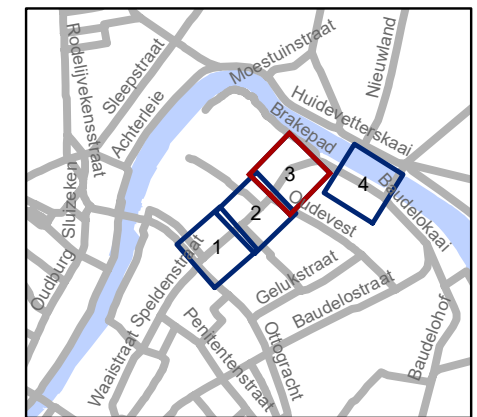 Rodelijvekensstraat
Sleepstraat
Moestuinstraat
Nieuwland
Achterleie
Huidevetterskaai
Brakepad
Sluizeken
3
4
Baudelokaai
2
Oudevest
1
Oudburg
Speldenstraat
Gelukstraat
Baudelostraat
Waaistraat
Penitentenstraat
Ottogracht
Baudelohof